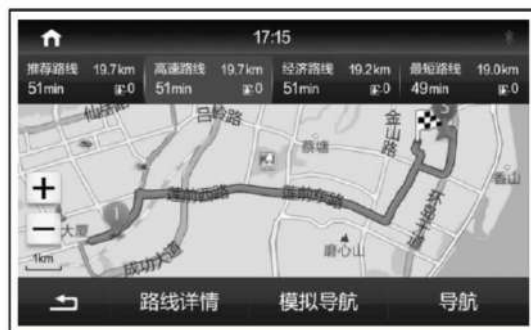 17:15
推荐路线 19.7km
51min 0
高速路线 19.7km
51min 0
经济路线 19.2km
51min 0
最短路线 19.0km
49min 0
吕岭路
金山路
蔡塘
香山
莲前西路
莲前东路
环岛干道
大厦
磨心山
成功大道
1km
路线详情
模拟导航
导航